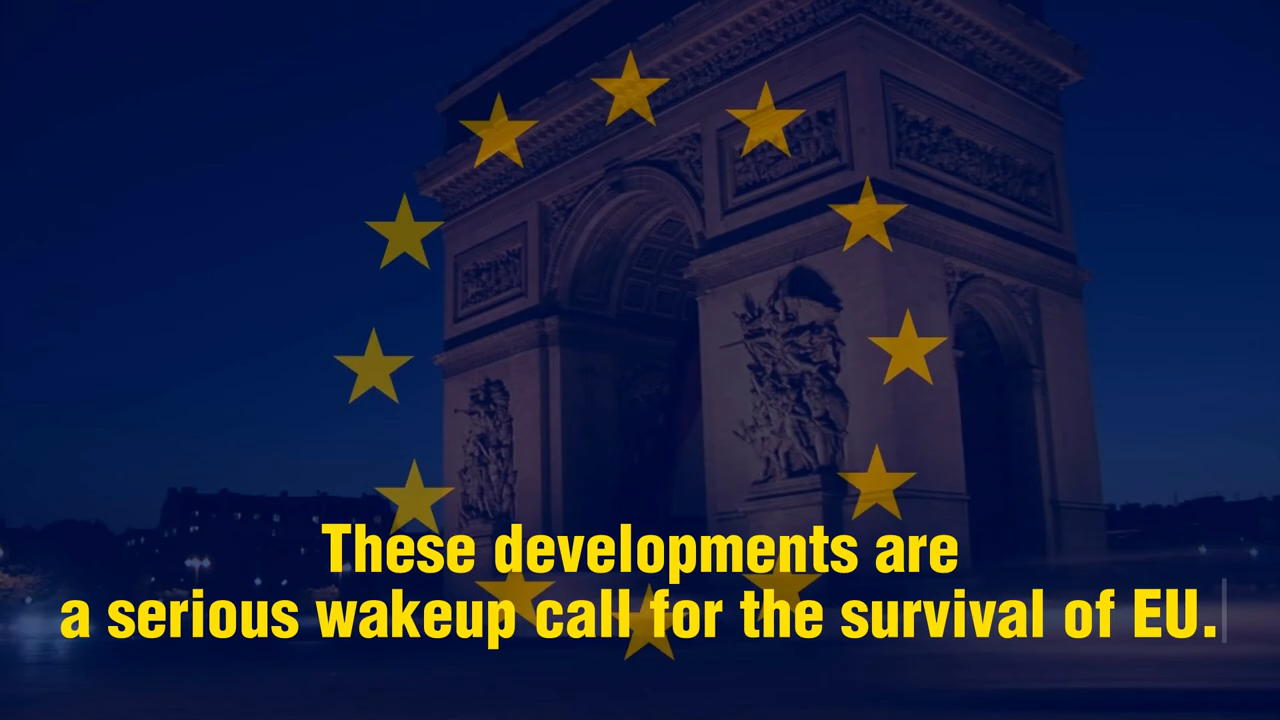 These developments are
a serious wakeup call for the survival of EU.